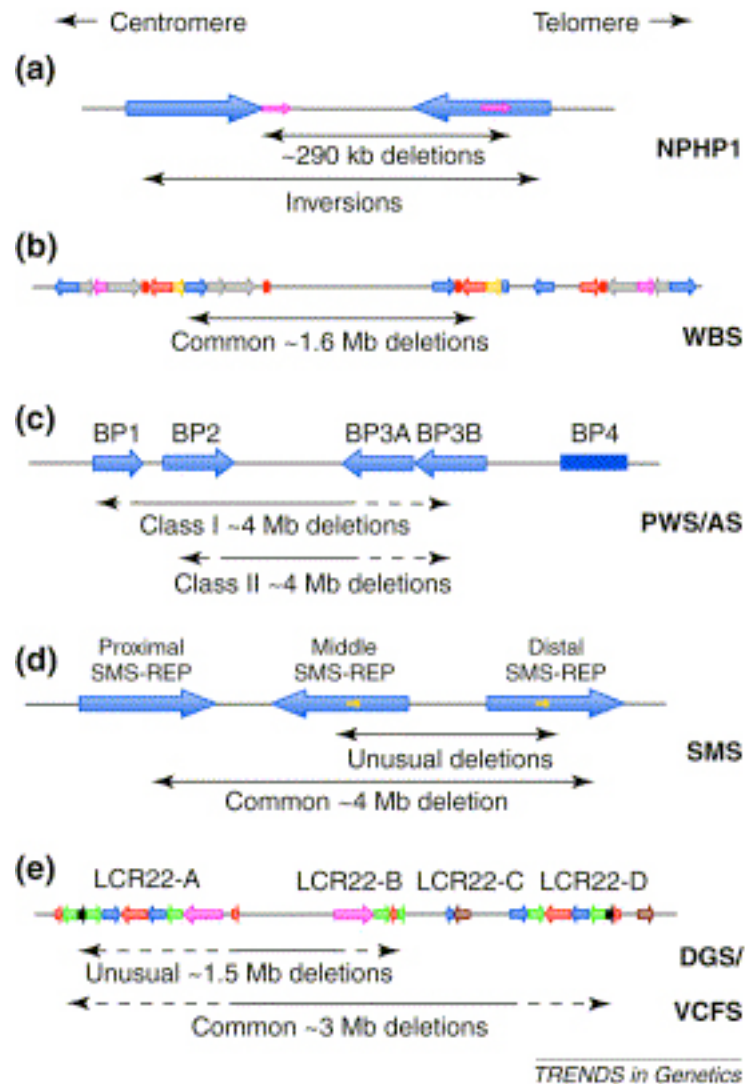 Centromere Telomere
(a)
~290 kb deletions
NPHP1
Inversions
(b)
Common ~1.6 Mb deletions
WBS
(c)
BP1 BP2 BP3A BP3B BP4
Class I ~4 Mb deletions
PWS/AS
Class II ~4 Mb deletions
(d)
Proximal Middle Distal
SMS-REP SMS-REP SMS-REP
Unusual deletions
SMS
Common ~4 Mb deletion
(e)
LCR22-A LCR22-B LCR22-C LCR22-D
Unusual ~1.5 Mb deletions
DGS/
VCFS
Common ~3 Mb deletions
TRENDS in Genetics